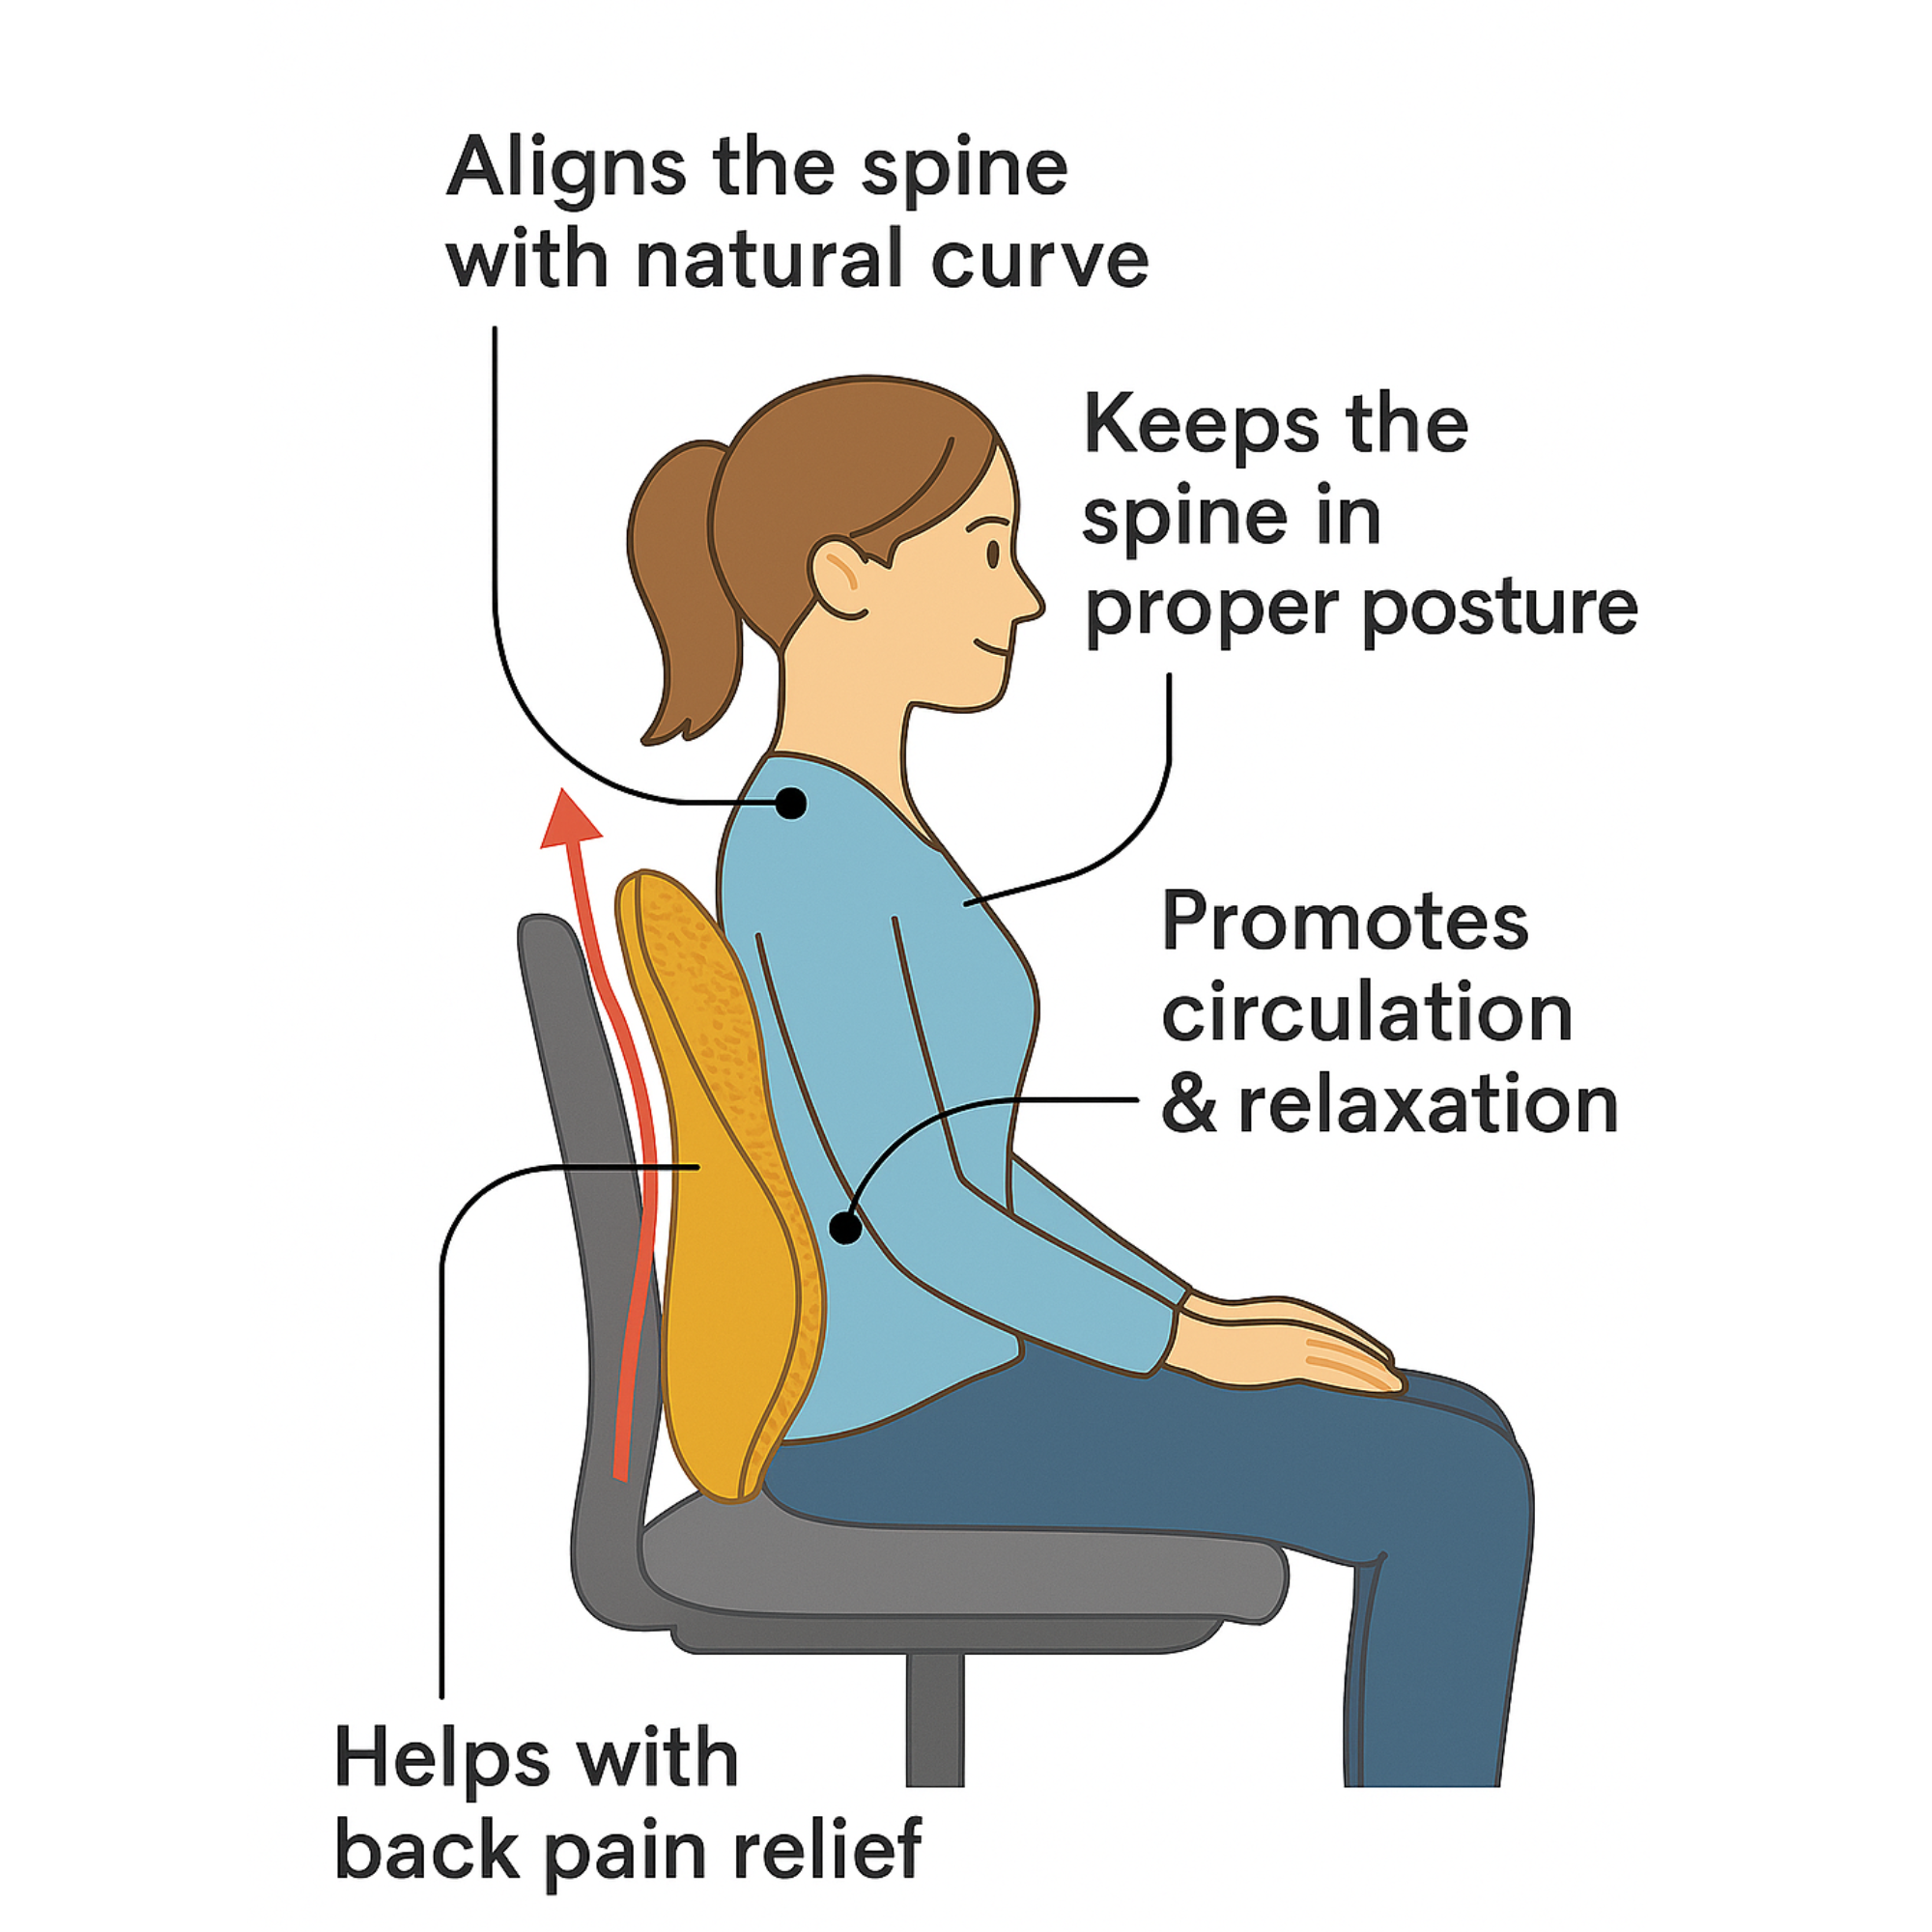 Aligns the spine
with natural curve
Keeps the
spine in
proper posture
Promotes
circulation
& relaxation
Helps with
back pain relief